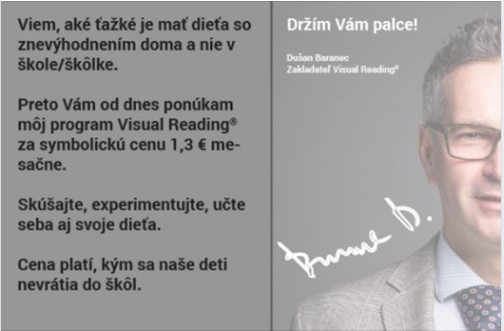 Viem, aké ťažké je mať dieťa so
znevýhodnením doma a nie v
škole/škôlke.
Preto Vám od dnes ponúkam
môj program Visual Reading®
za symbolickú cenu 1,3 € me-
sačne.
Skúšajte, experimentujte, učte
seba aj svoje dieťa.
Cena platí, kým sa naše deti
nevrátia do škôl.
Držím Vám palce!
Dušan Baranec
Zakladateľ Visual Reading®